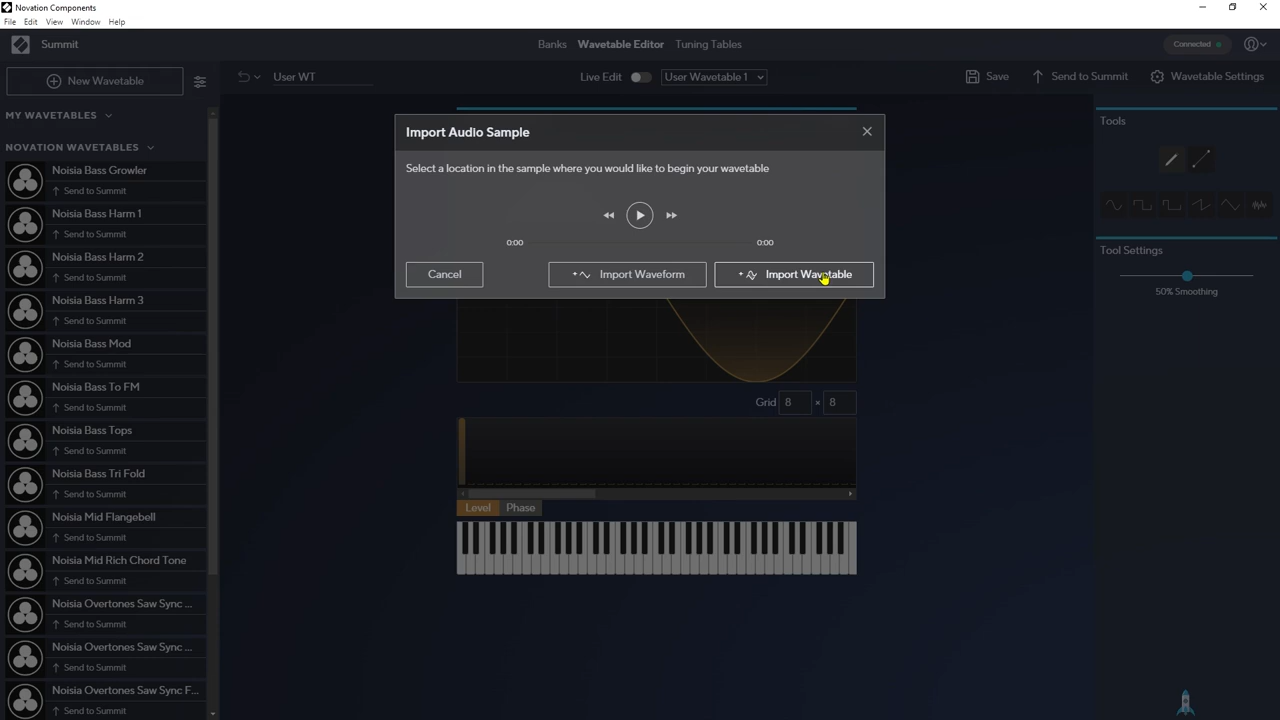 Novation Components
File Edit View Window Help
Summit
Banks Wavetable Editor Tuning Tables
Connected
New Wavetable
User WT
Live Edit User Wavetable 1
Save Send to Summit Wavetable Settings
MY WAVETABLES
NOVATION WAVETABLES
Noisia Bass Growler
Send to Summit
Noisia Bass Harm 1
Send to Summit
Noisia Bass Harm 2
Send to Summit
Noisia Bass Harm 3
Send to Summit
Noisia Bass Mod
Send to Summit
Noisia Bass To FM
Send to Summit
Noisia Bass Tops
Send to Summit
Noisia Bass Tri Fold
Send to Summit
Noisia Mid Flangebell
Send to Summit
Noisia Mid Rich Chord Tone
Send to Summit
Noisia Overtones Saw Sync ...
Send to Summit
Noisia Overtones Saw Sync ...
Send to Summit
Noisia Overtones Saw Sync F...
Send to Summit
Import Audio Sample
Select a location in the sample where you would like to begin your wavetable
0:00 0:00
Cancel Import Waveform Import Wavetable
Grid 8 × 8
Level Phase
Tools
Tool Settings
50% Smoothing